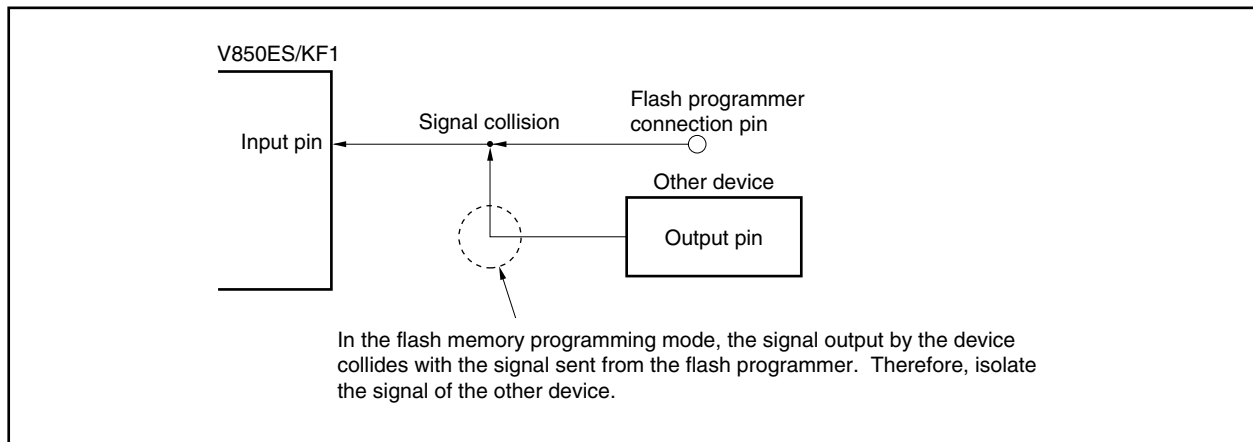 V850ES/KF1
Input pin
Signal collision
Flash programmer
connection pin
Other device
Output pin
In the flash memory programming mode, the signal output by the device
collides with the signal sent from the flash programmer.  Therefore, isolate
the signal of the other device.